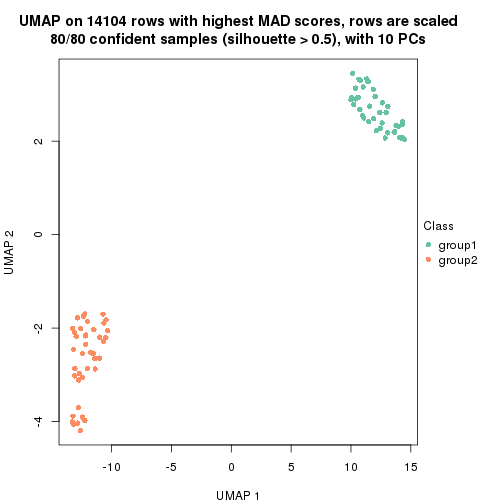 UMAP on 14104 rows with highest MAD scores, rows are scaled
80/80 confident samples (silhouette > 0.5), with 10 PCs
2
0
-2
-4
UMAP 2
Class
group1
group2
-10
-5
0
5
10
15
UMAP 1